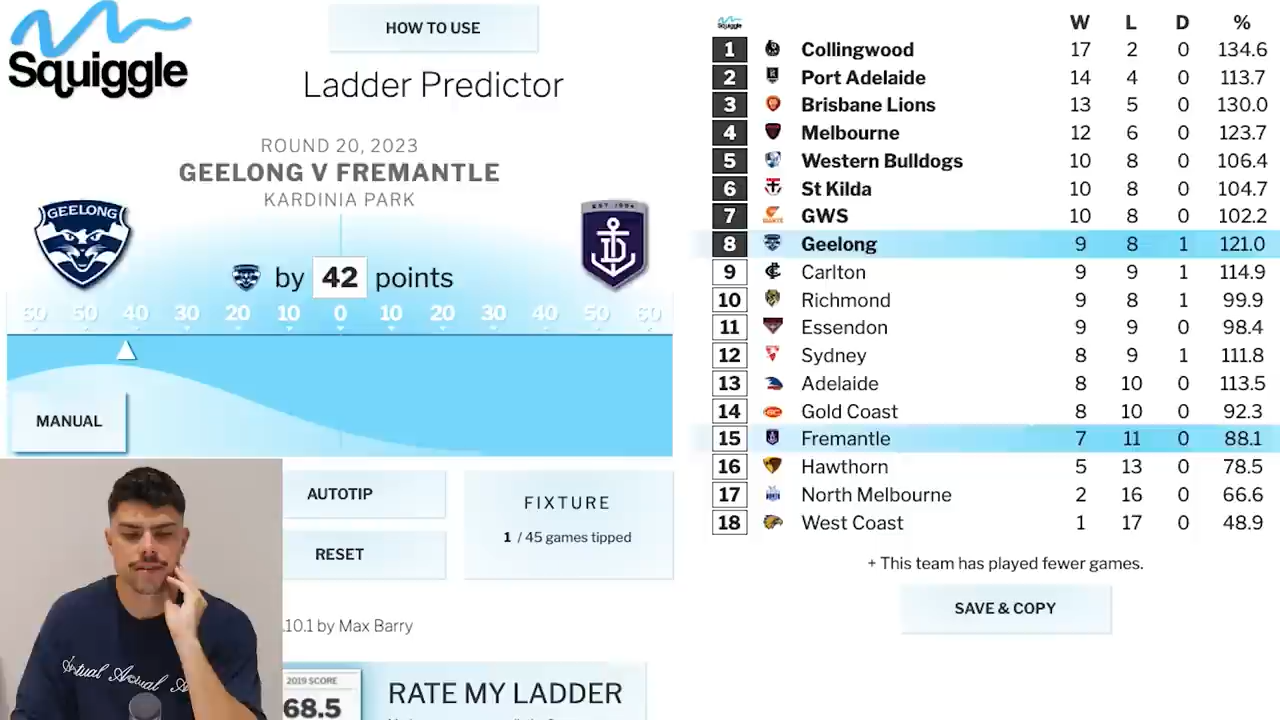 Squiggle
HOW TO USE
Ladder Predictor
ROUND 20, 2023
GEELONG V FREMANTLE
KARDINIA PARK
GEELONG
by 42 points
60 50 40 30 20 10 0 10 20 30 40 50 60
MANUAL
AUTOTIP
RESET
FIXTURE
1 / 45 games tipped
.10.1 by Max Barry
2019 SCORE
68.5
RATE MY LADDER
Squiggle W L D %
1 Collingwood 17 2 0 134.6
2 Port Adelaide 14 4 0 113.7
3 Brisbane Lions 13 5 0 130.0
4 Melbourne 12 6 0 123.7
5 Western Bulldogs 10 8 0 106.4
6 St Kilda 10 8 0 104.7
7 GWS 10 8 0 102.2
8 Geelong 9 8 1 121.0
9 Carlton 9 9 1 114.9
10 Richmond 9 8 1 99.9
11 Essendon 9 9 0 98.4
12 Sydney 8 9 1 111.8
13 Adelaide 8 10 0 113.5
14 Gold Coast 8 10 0 92.3
15 Fremantle 7 11 0 88.1
16 Hawthorn 5 13 0 78.5
17 North Melbourne 2 16 0 66.6
18 West Coast 1 17 0 48.9
+ This team has played fewer games.
SAVE & COPY